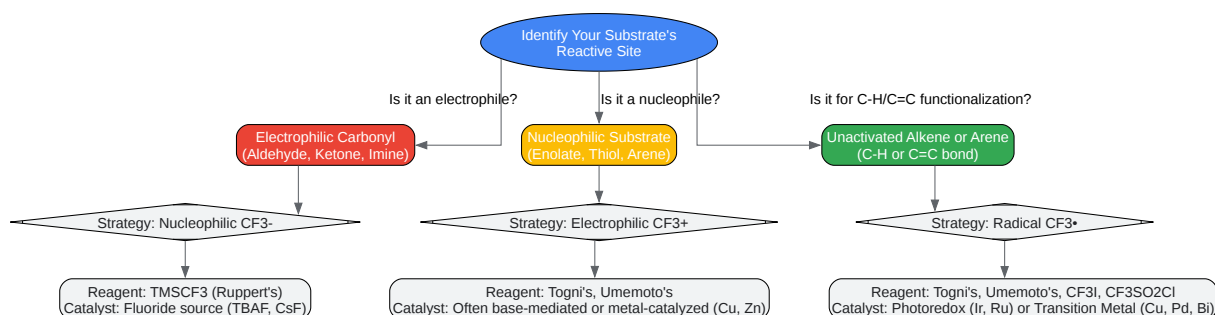 Identify Your Substrate's
Reactive Site
Is it an electrophile?
Is it a nucleophile?
Is it for C-H/C=C functionalization?
Electrophilic Carbonyl
(Aldehyde, Ketone, Imine)
Nucleophilic Substrate
(Enolate, Thiol, Arene)
Unactivated Alkene or Arene
(C-H or C=C bond)
Strategy: Nucleophilic CF3-
Strategy: Electrophilic CF3+
Strategy: Radical CF3•
Reagent: TMSCF3 (Ruppert's)
Catalyst: Fluoride source (TBAF, CsF)
Reagent: Togni's, Umemoto's
Catalyst: Often base-mediated or metal-catalyzed (Cu, Zn)
Reagent: Togni's, Umemoto's, CF3I, CF3SO2Cl
Catalyst: Photoredox (Ir, Ru) or Transition Metal (Cu, Pd, Bi)